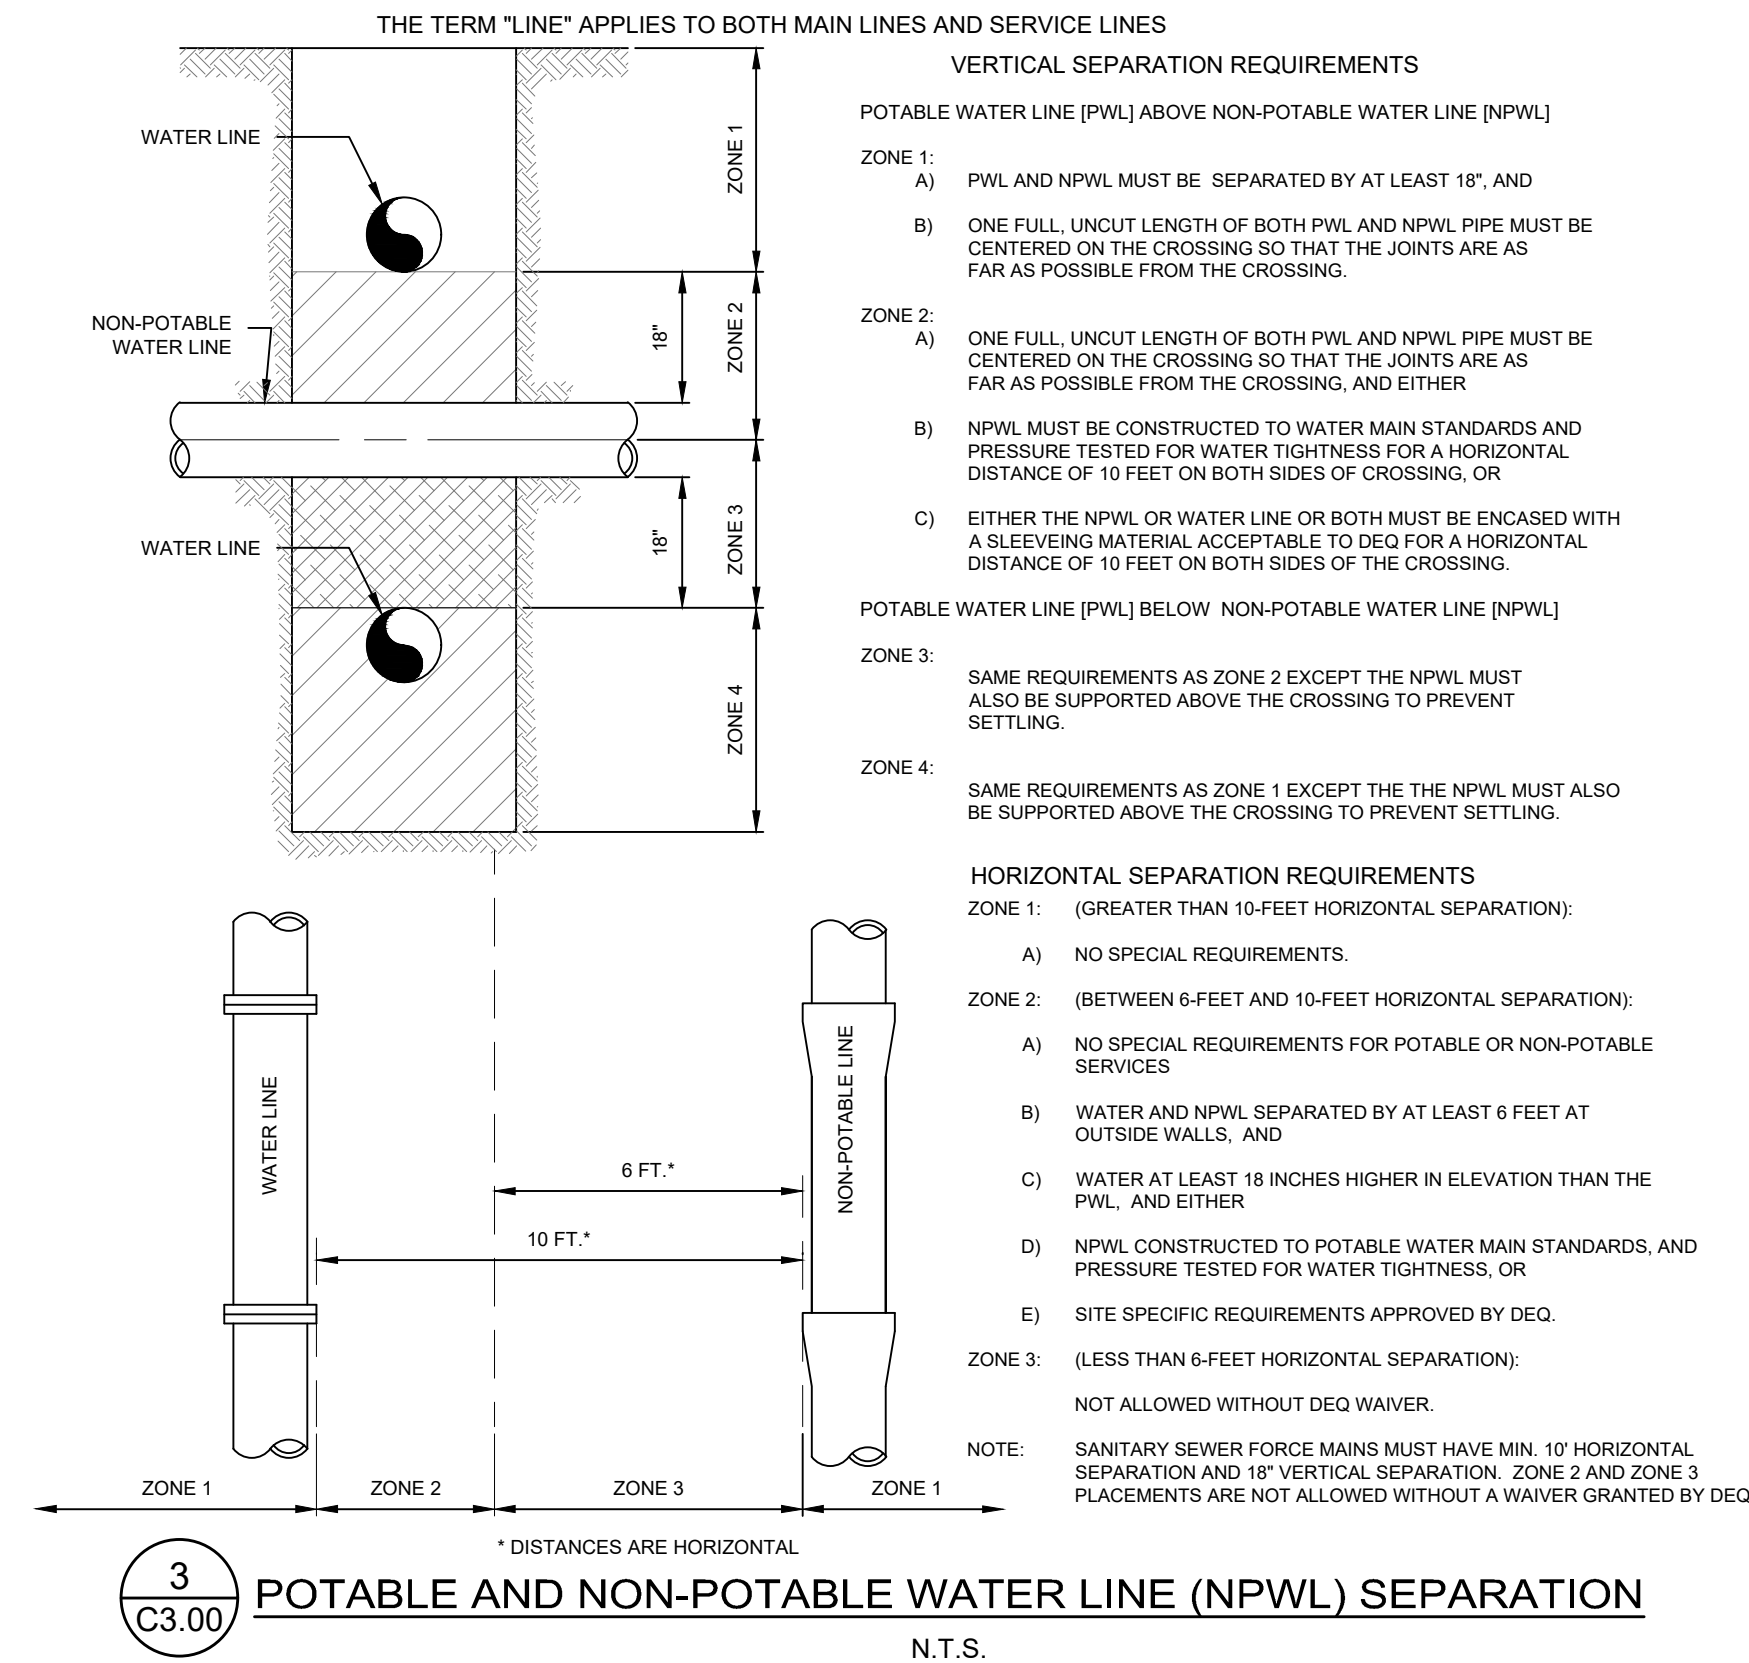 THE TERM "LINE" APPLIES TO BOTH MAIN LINES AND SERVICE LINES
WATER LINE
NON-POTABLE
WATER LINE
WATER LINE
ZONE 1
18"
ZONE 2
18"
ZONE 3
ZONE 4
VERTICAL SEPARATION REQUIREMENTS
POTABLE WATER LINE [PWL] ABOVE NON-POTABLE WATER LINE [NPWL]
ZONE 1:
A) PWL AND NPWL MUST BE SEPARATED BY AT LEAST 18", AND
B) ONE FULL, UNCUT LENGTH OF BOTH PWL AND NPWL PIPE MUST BE
CENTERED ON THE CROSSING SO THAT THE JOINTS ARE AS
FAR AS POSSIBLE FROM THE CROSSING.
ZONE 2:
A) ONE FULL, UNCUT LENGTH OF BOTH PWL AND NPWL PIPE MUST BE
CENTERED ON THE CROSSING SO THAT THE JOINTS ARE AS
FAR AS POSSIBLE FROM THE CROSSING, AND EITHER
B) NPWL MUST BE CONSTRUCTED TO WATER MAIN STANDARDS AND
PRESSURE TESTED FOR WATER TIGHTNESS FOR A HORIZONTAL
DISTANCE OF 10 FEET ON BOTH SIDES OF CROSSING, OR
C) EITHER THE NPWL OR WATER LINE OR BOTH MUST BE ENCASED WITH
A SLEEVEING MATERIAL ACCEPTABLE TO DEQ FOR A HORIZONTAL
DISTANCE OF 10 FEET ON BOTH SIDES OF THE CROSSING.
POTABLE WATER LINE [PWL] BELOW NON-POTABLE WATER LINE [NPWL]
ZONE 3:
SAME REQUIREMENTS AS ZONE 2 EXCEPT THE NPWL MUST
ALSO BE SUPPORTED ABOVE THE CROSSING TO PREVENT
SETTLING.
ZONE 4:
SAME REQUIREMENTS AS ZONE 1 EXCEPT THE THE NPWL MUST ALSO
BE SUPPORTED ABOVE THE CROSSING TO PREVENT SETTLING.
HORIZONTAL SEPARATION REQUIREMENTS
ZONE 1: (GREATER THAN 10-FEET HORIZONTAL SEPARATION):
A) NO SPECIAL REQUIREMENTS.
ZONE 2: (BETWEEN 6-FEET AND 10-FEET HORIZONTAL SEPARATION):
A) NO SPECIAL REQUIREMENTS FOR POTABLE OR NON-POTABLE
SERVICES
B) WATER AND NPWL SEPARATED BY AT LEAST 6 FEET AT
OUTSIDE WALLS, AND
C) WATER AT LEAST 18 INCHES HIGHER IN ELEVATION THAN THE
PWL, AND EITHER
D) NPWL CONSTRUCTED TO POTABLE WATER MAIN STANDARDS, AND
PRESSURE TESTED FOR WATER TIGHTNESS, OR
E) SITE SPECIFIC REQUIREMENTS APPROVED BY DEQ.
ZONE 3: (LESS THAN 6-FEET HORIZONTAL SEPARATION):
NOT ALLOWED WITHOUT DEQ WAIVER.
NOTE: SANITARY SEWER FORCE MAINS MUST HAVE MIN. 10' HORIZONTAL
SEPARATION AND 18" VERTICAL SEPARATION. ZONE 2 AND ZONE 3
PLACEMENTS ARE NOT ALLOWED WITHOUT A WAIVER GRANTED BY DEQ
WATER LINE
NON-POTABLE LINE
6 FT.*
10 FT.*
ZONE 1
ZONE 2
ZONE 3
ZONE 1
* DISTANCES ARE HORIZONTAL
3
C3.00
POTABLE AND NON-POTABLE WATER LINE (NPWL) SEPARATION
N.T.S.